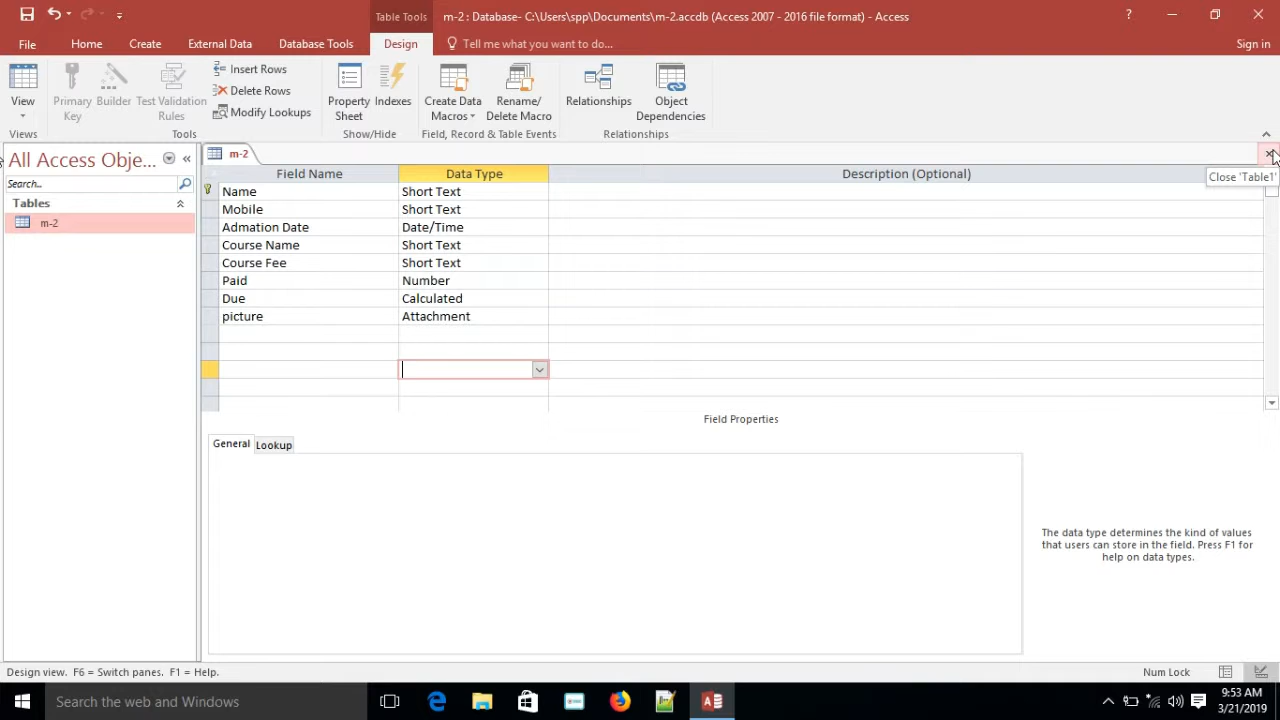 Table Tools
m-2 : Database- C:\Users\spp\Documents\m-2.accdb (Access 2007 - 2016 file format) - Access
?
File Home Create External Data Database Tools Design Tell me what you want to do... Sign in
View
Primary Key
Builder
Test Validation Rules
Insert Rows
Delete Rows
Modify Lookups
Property Sheet
Indexes
Create Data Macros
Rename/ Delete Macro
Relationships
Object Dependencies
Views Tools Show/Hide Field, Record & Table Events Relationships
All Access Obje...
Search...
Tables
m-2
m-2
Close 'Table1'
Field Name Data Type Description (Optional)
Name Short Text
Mobile Short Text
Admation Date Date/Time
Course Name Short Text
Course Fee Short Text
Paid Number
Due Calculated
picture Attachment
Field Properties
General Lookup
The data type determines the kind of values
that users can store in the field. Press F1 for
help on data types.
Design view. F6 = Switch panes. F1 = Help. Num Lock
Search the web and Windows
9:53 AM
3/21/2019